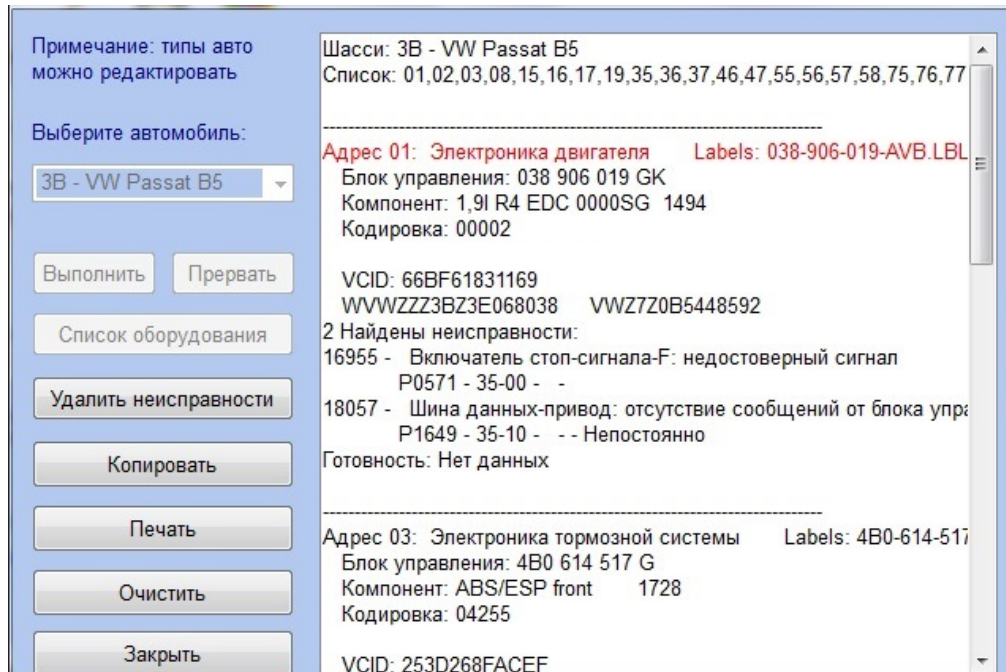 Примечание: типы авто
можно редактировать
Выберите автомобиль:
3B - VW Passat B5
Выполнить
Прервать
Список оборудования
Удалить неисправности
Копировать
Печать
Очистить
Закрыть
Шасси: 3B - VW Passat B5
Список: 01,02,03,08,15,16,17,19,35,36,37,46,47,55,56,57,58,75,76,77
--------------------------------------------------------------------------------
Адрес 01: Электроника двигателя Labels: 038-906-019-AVB.LBL
Блок управления: 038 906 019 GK
Компонент: 1,9l R4 EDC 0000SG 1494
Кодировка: 00002
VCID: 66BF61831169
WVWZZZ3BZ3E068038 VWZ7Z0B5448592
2 Найдены неисправности:
16955 - Включатель стоп-сигнала-F: недостоверный сигнал
P0571 - 35-00 - -
18057 - Шина данных-привод: отсутствие сообщений от блока упра
P1649 - 35-10 - - - Непостоянно
Готовность: Нет данных
--------------------------------------------------------------------------------
Адрес 03: Электроника тормозной системы Labels: 4B0-614-517
Блок управления: 4B0 614 517 G
Компонент: ABS/ESP front 1728
Кодировка: 04255
VCID: 253D268FACEF